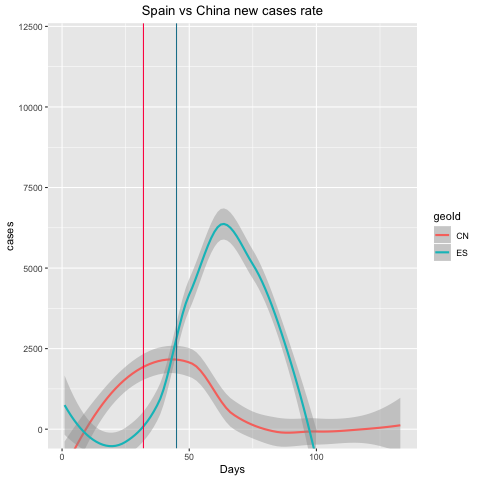 Spain vs China new cases rate
12500
10000
7500
5000
2500
0
cases
0 50 100
Days
geoId
CN
ES